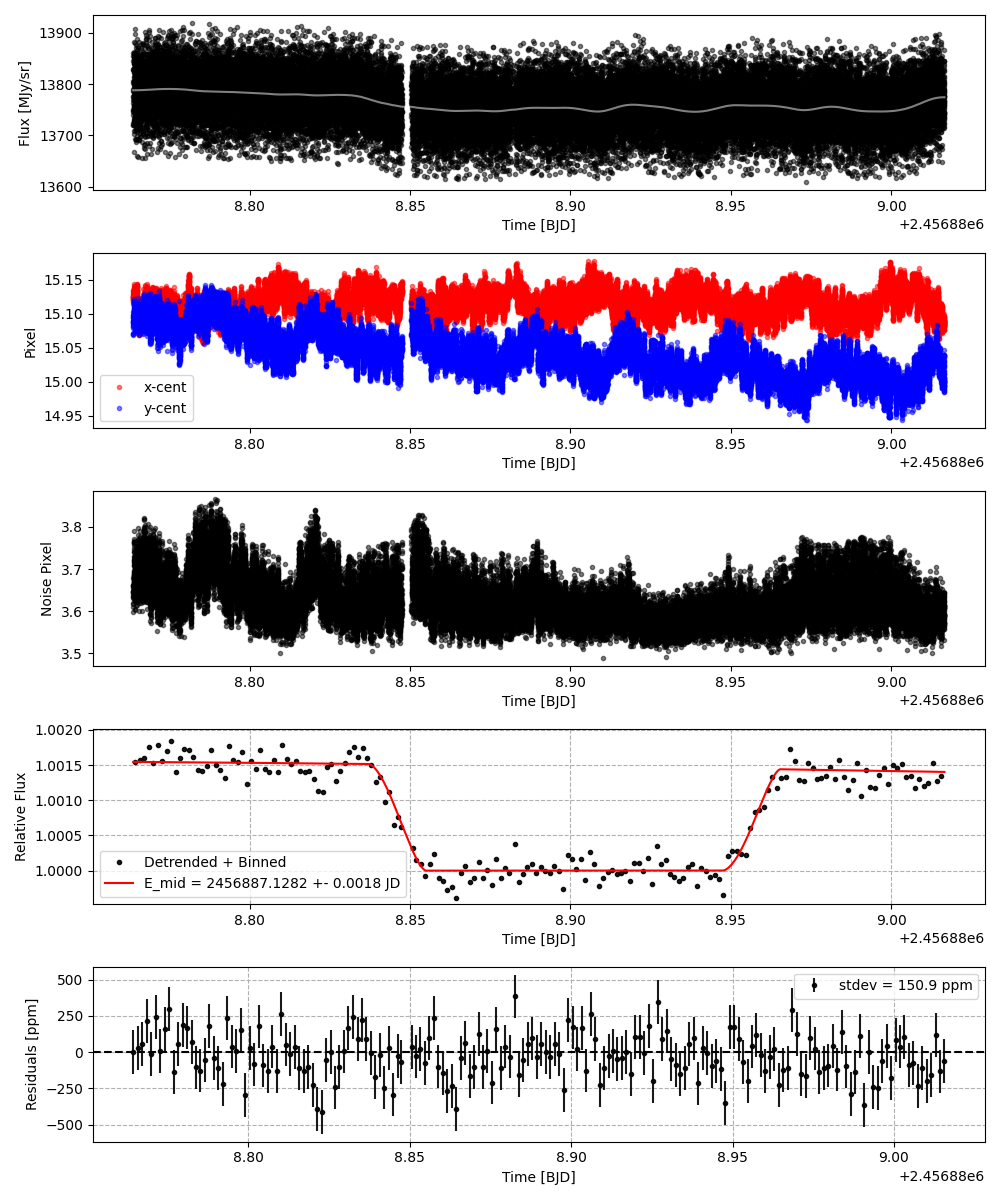 13900
13800
13700
13600
Flux [MJy/sr]
8.80 8.85 8.90 8.95 9.00
Time [BJD] +2.45688e6
15.15
15.10
15.05
15.00
14.95
Pixel
x-cent
y-cent
8.80 8.85 8.90 8.95 9.00
Time [BJD] +2.45688e6
3.8
3.7
3.6
3.5
Noise Pixel
8.80 8.85 8.90 8.95 9.00
Time [BJD] +2.45688e6
1.0020
1.0015
1.0010
1.0005
1.0000
Relative Flux
Detrended + Binned
E_mid = 2456887.1282 +- 0.0018 JD
8.80 8.85 8.90 8.95 9.00
Time [BJD] +2.45688e6
500
250
0
−250
−500
Residuals [ppm]
stdev = 150.9 ppm
8.80 8.85 8.90 8.95 9.00
Time [BJD] +2.45688e6